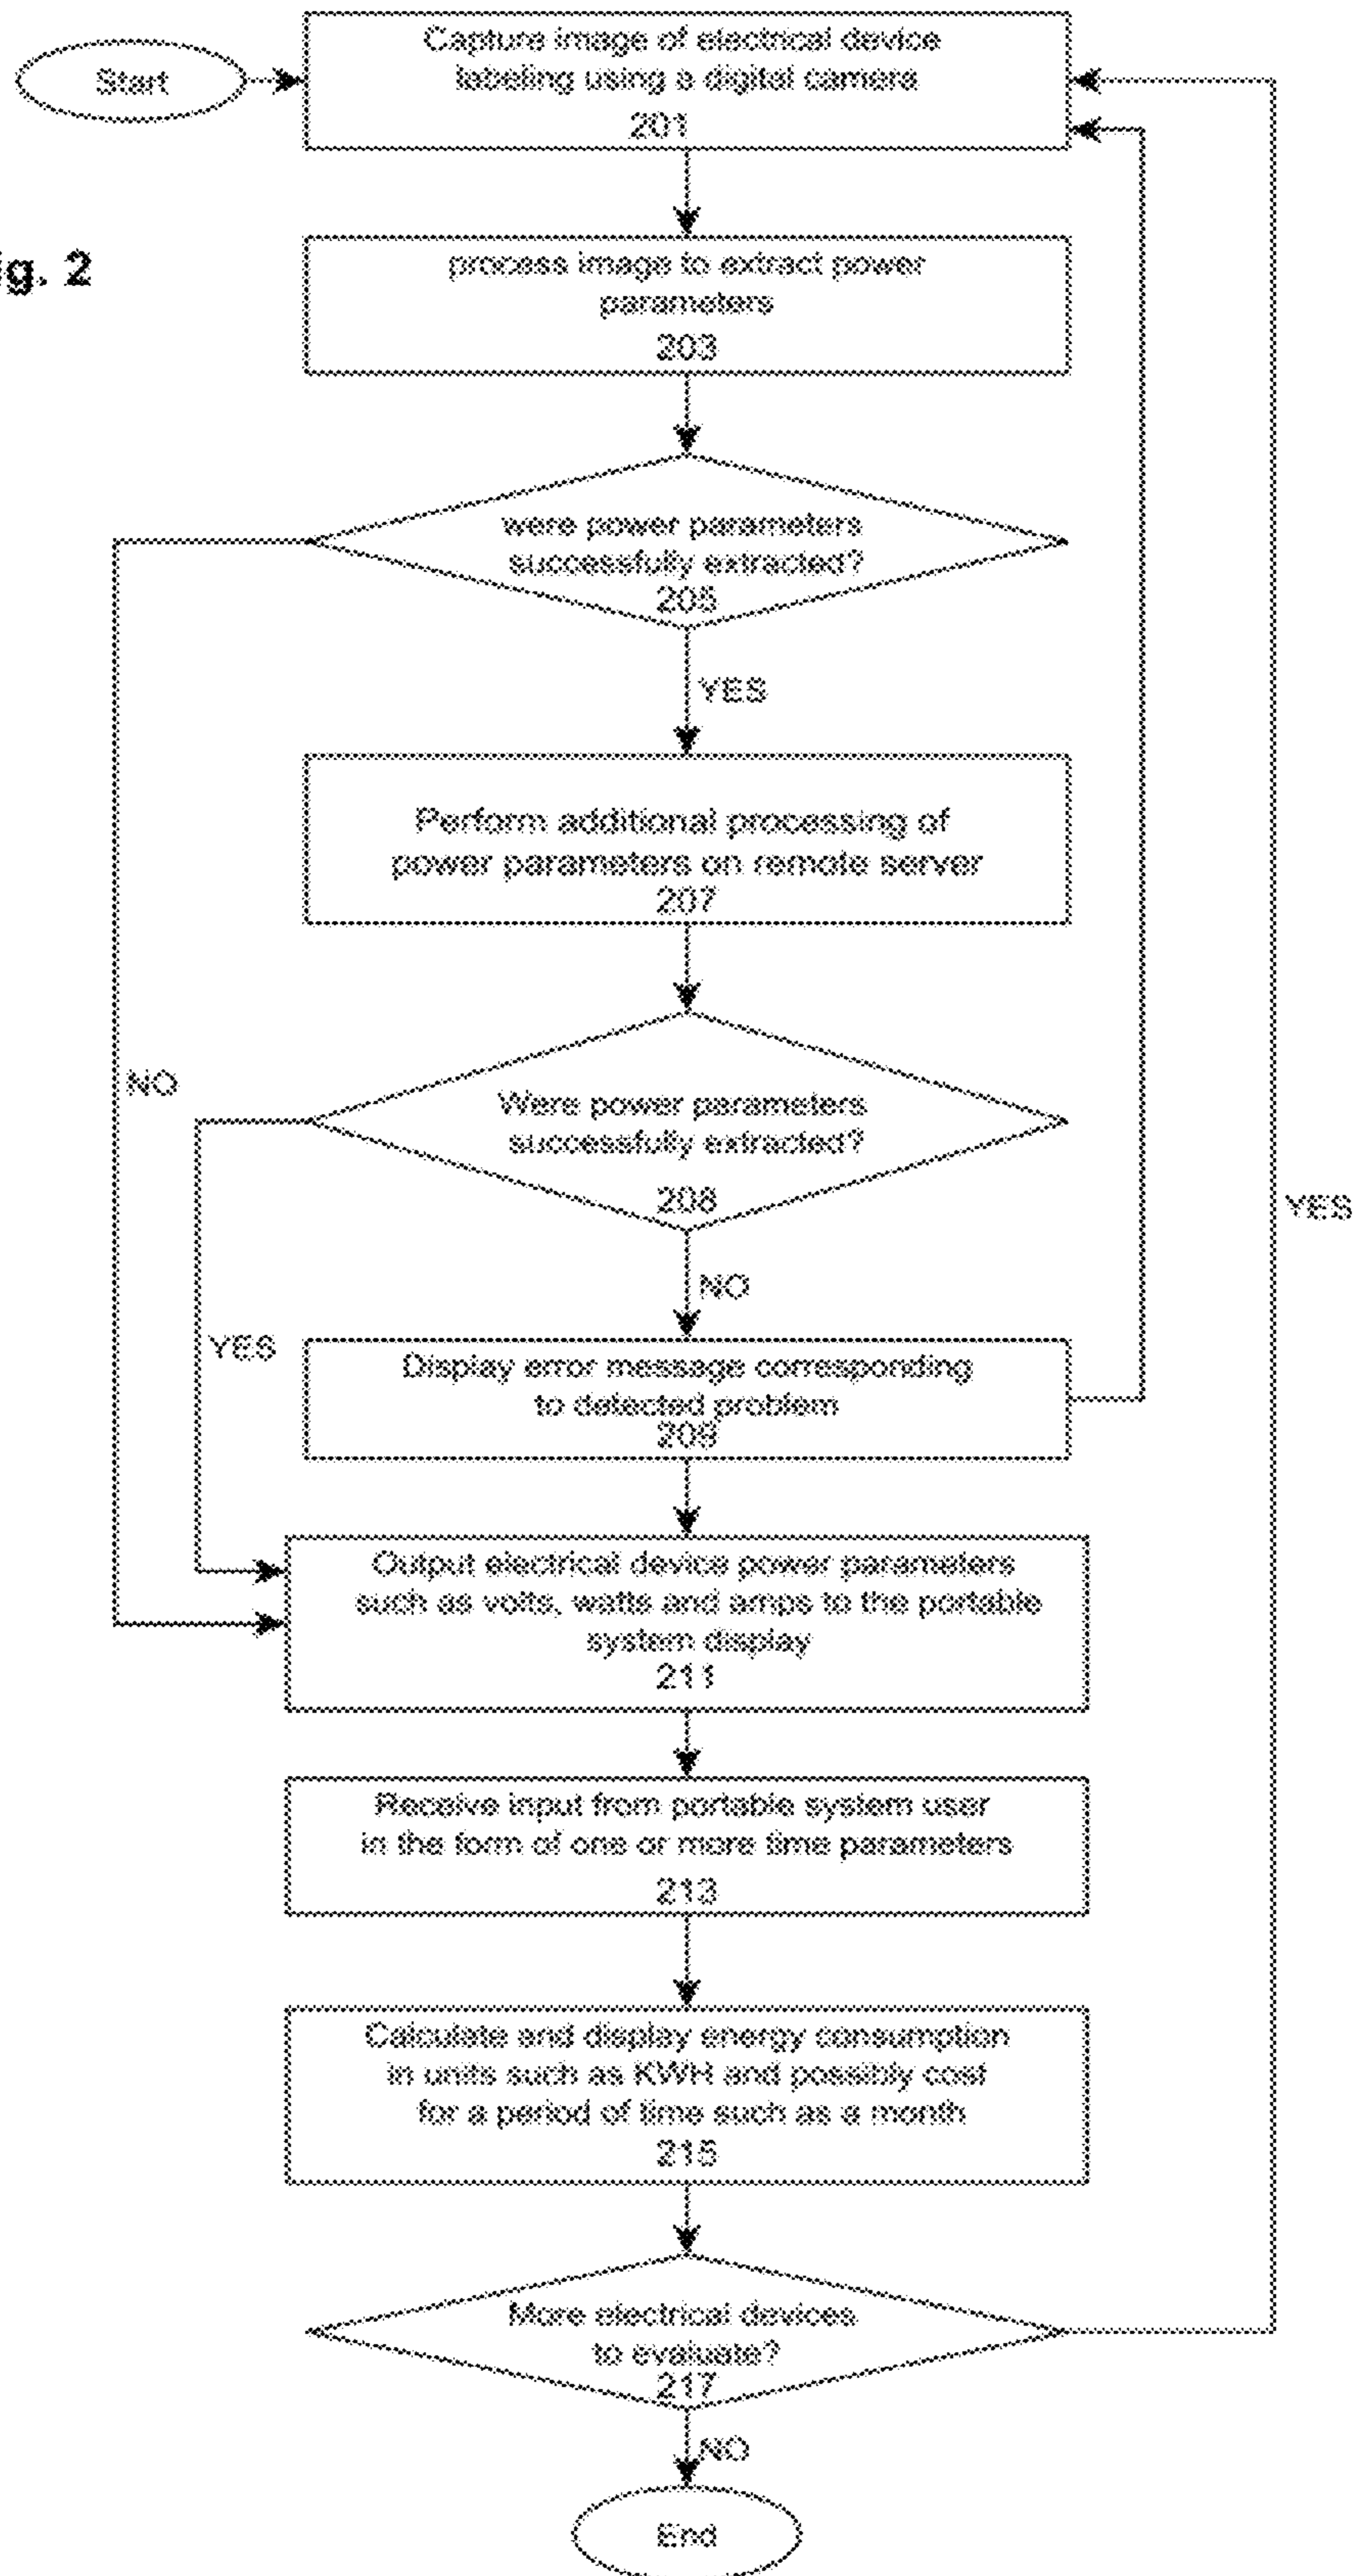 Start
Capture image of electrical device
labeling using a digital camera
201
ig. 2
process image to extract power
parameters
203
were power parameters
successfully extracted?
205
YES
Perform additional processing of
power parameters on remote server
207
NO
Were power parameters
successfully extracted?
208
YES
NO
YES
Display error message corresponding
to detected problem
209
Output electrical device power parameters
such as volts, watts and amps to the portable
system display
211
Receive input from portable system user
in the form of one or more time parameters
213
Calculate and display energy consumption
in units such as KWH and possibly cost
for a period of time such as a month
215
More electrical devices
to evaluate?
217
NO
End